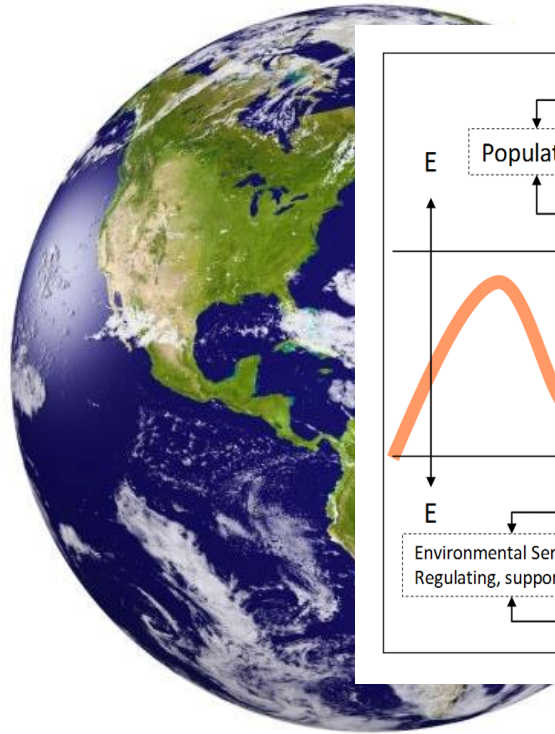 E
Populat
E
Environmental Ser
Regulating, suppor